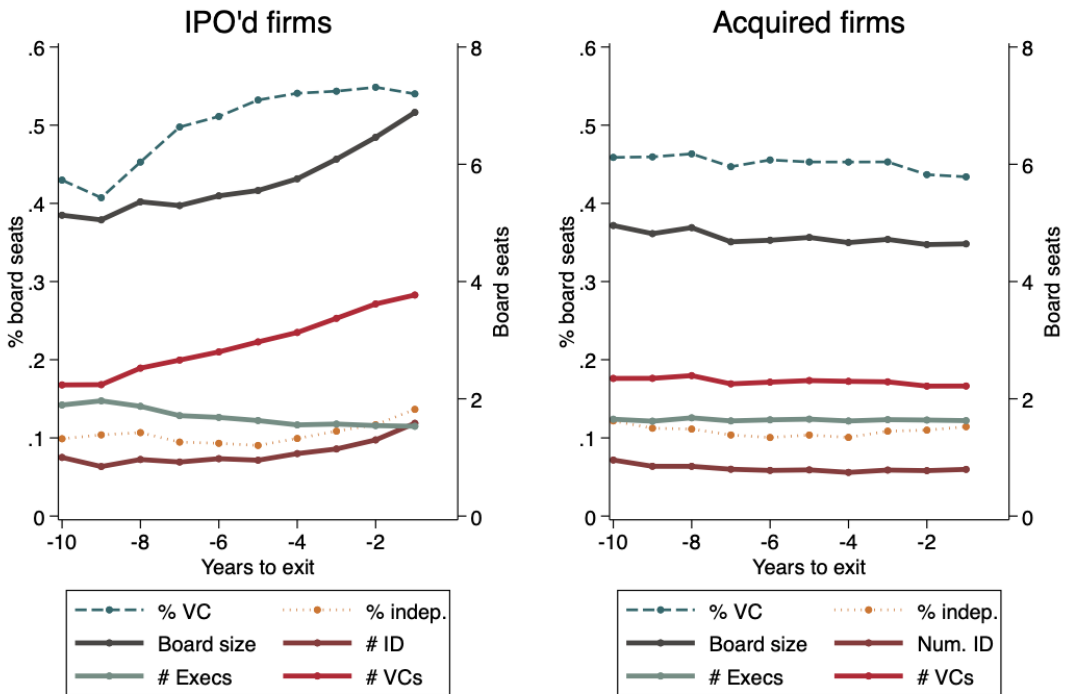 IPO'd firms
.6
.5
.4
.3
.2
.1
0
% board seats
8
6
4
2
0
Board seats
-10 -8 -6 -4 -2
Years to exit
% VC % indep.
Board size # ID
# Execs # VCs
Acquired firms
.6
.5
.4
.3
.2
.1
0
% board seats
8
6
4
2
0
Board seats
-10 -8 -6 -4 -2
Years to exit
% VC % indep.
Board size Num. ID
# Execs # VCs